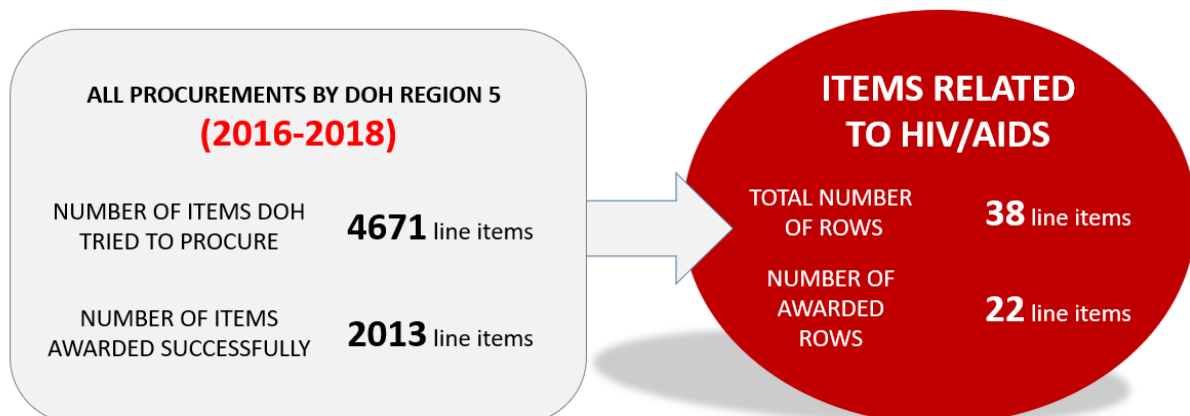 ALL PROCUREMENTS BY DOH REGION 5
(2016-2018)
NUMBER OF ITEMS DOH
TRIED TO PROCURE
4671 line items
NUMBER OF ITEMS
AWARDED SUCCESSFULLY
2013 line items
ITEMS RELATED
TO HIV/AIDS
TOTAL NUMBER
OF ROWS
38 line items
NUMBER OF
AWARDED
ROWS
22 line items